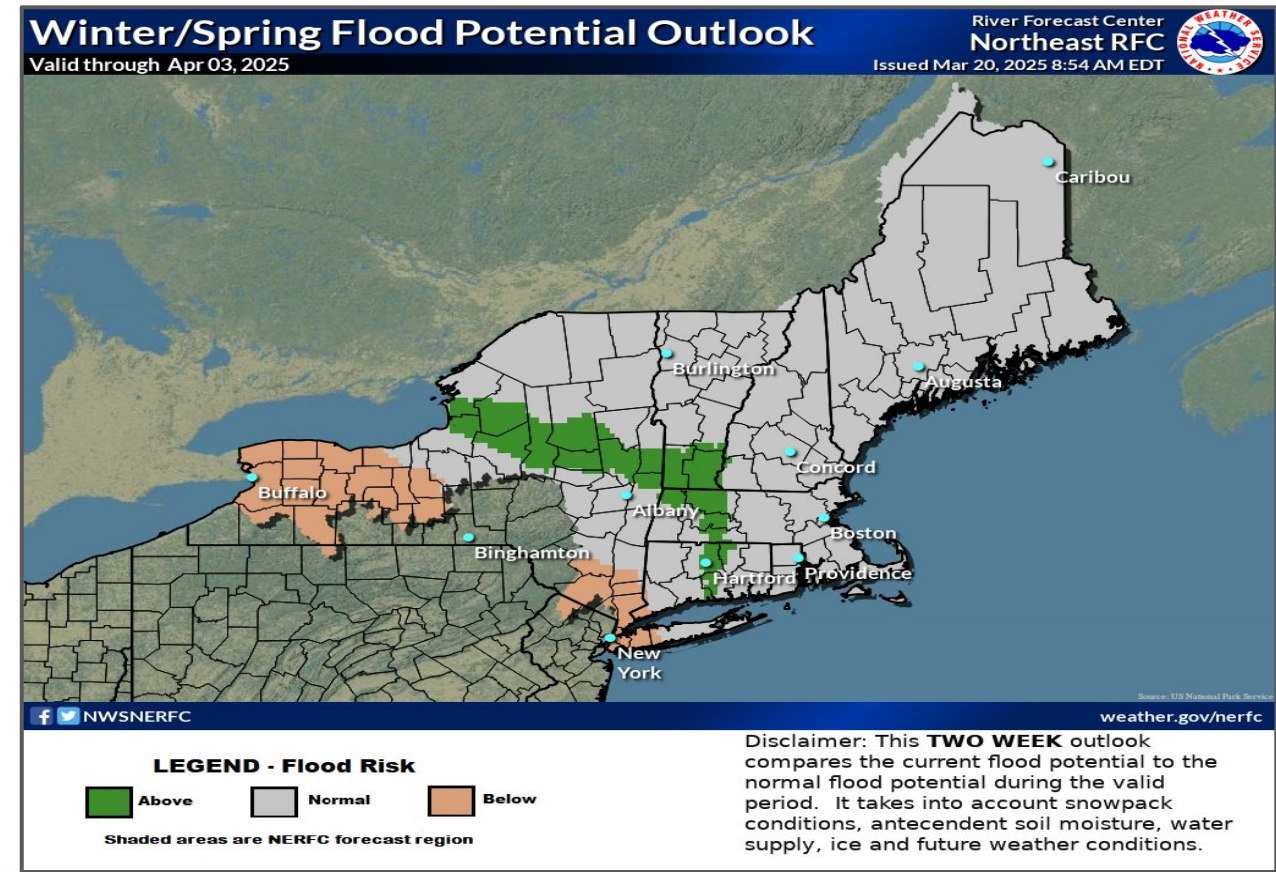 Winter/Spring Flood Potential Outlook
Valid through Apr 03, 2025
River Forecast Center
Northeast RFC
Issued Mar 20, 2025 8:54 AM EDT
NATIONAL WEATHER SERVICE
Caribou
Burlington
Augusta
Concord
Buffalo
Albany
Boston
Binghamton
Hartford
Providence
New
York
Source: US National Park Service
NWSNERFC
weather.gov/nerfc
LEGEND - Flood Risk
Above
Normal
Below
Shaded areas are NERFC forecast region
Disclaimer: This TWO WEEK outlook
compares the current flood potential to the
normal flood potential during the valid
period. It takes into account snowpack
conditions, antecendent soil moisture, water
supply, ice and future weather conditions.